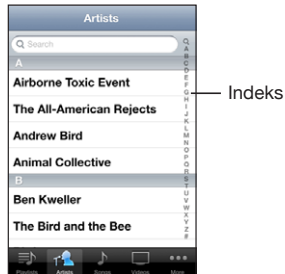 Artists
Search
A
Airborne Toxic Event
The All-American Rejects
Andrew Bird
Animal Collective
B
Ben Kweller
The Bird and the Bee
Playlists Artists Songs Videos More
A
B
C
D
E
F
G
H
I
J
K
L
M
N
O
P
Q
R
S
T
U
V
W
X
Y
Z
#
Indeks